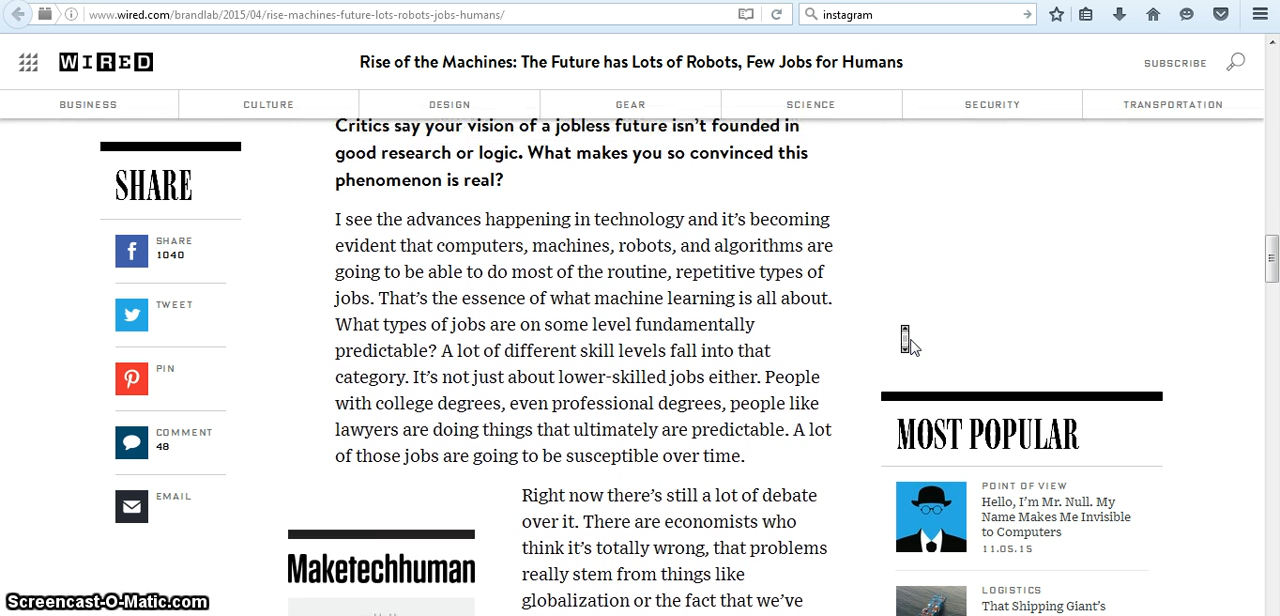 www.wired.com/brandlab/2015/04/rise-machines-future-lots-robots-jobs-humans/
instagram
WIRED
Rise of the Machines: The Future has Lots of Robots, Few Jobs for Humans
SUBSCRIBE
BUSINESS
CULTURE
DESIGN
GEAR
SCIENCE
SECURITY
TRANSPORTATION
SHARE
SHARE
1040
TWEET
PIN
COMMENT
48
EMAIL
Critics say your vision of a jobless future isn't founded in
good research or logic. What makes you so convinced this
phenomenon is real?
I see the advances happening in technology and it's becoming
evident that computers, machines, robots, and algorithms are
going to be able to do most of the routine, repetitive types of
jobs. That's the essence of what machine learning is all about.
What types of jobs are on some level fundamentally
predictable? A lot of different skill levels fall into that
category. It's not just about lower-skilled jobs either. People
with college degrees, even professional degrees, people like
lawyers are doing things that ultimately are predictable. A lot
of those jobs are going to be susceptible over time.
Maketechhuman
Right now there's still a lot of debate
over it. There are economists who
think it's totally wrong, that problems
really stem from things like
globalization or the fact that we've
MOST POPULAR
POINT OF VIEW
Hello, I'm Mr. Null. My
Name Makes Me Invisible
to Computers
11.05.15
LOGISTICS
That Shipping Giant's
Screencast-O-Matic.com